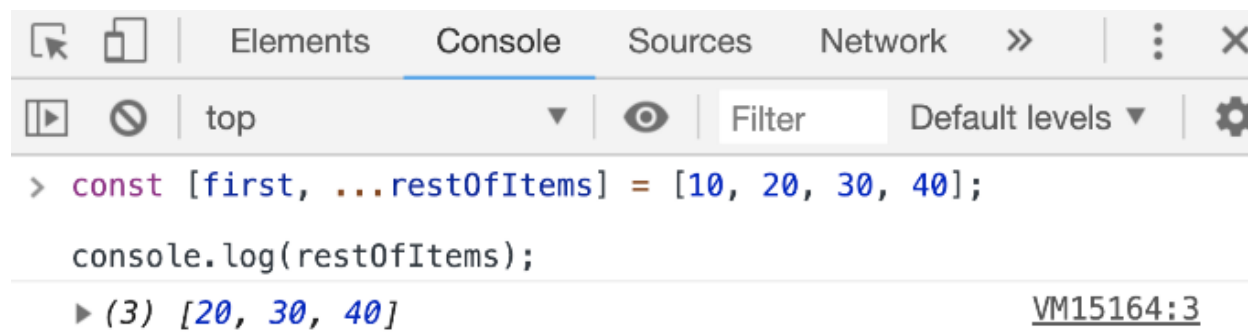 Elements Console Sources Network »
top ▼ Filter Default levels ▼
> const [first, ...restOfItems] = [10, 20, 30, 40];
console.log(restOfItems);
▶ (3) [20, 30, 40] VM15164:3